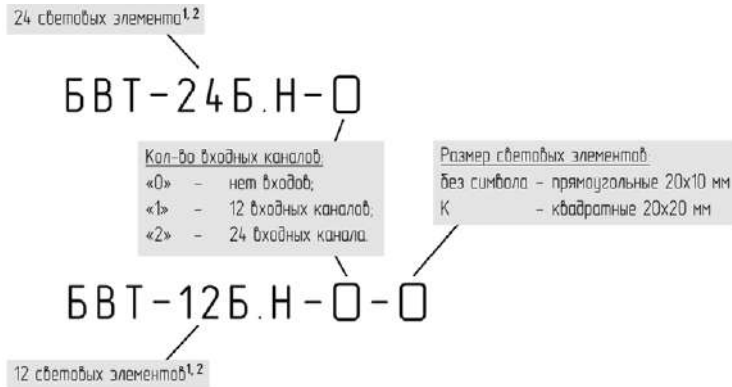 24 световых элемента1, 2
БВТ-24Б.Н-
Кол-во входных каналов:
«0» - нет входов;
«1» - 12 входных каналов;
«2» - 24 входных канала.
Размер световых элементов:
без символа - прямоугольные 20х10 мм
К - квадратные 20х20 мм
БВТ-12Б.Н- -
12 световых элементов1, 2